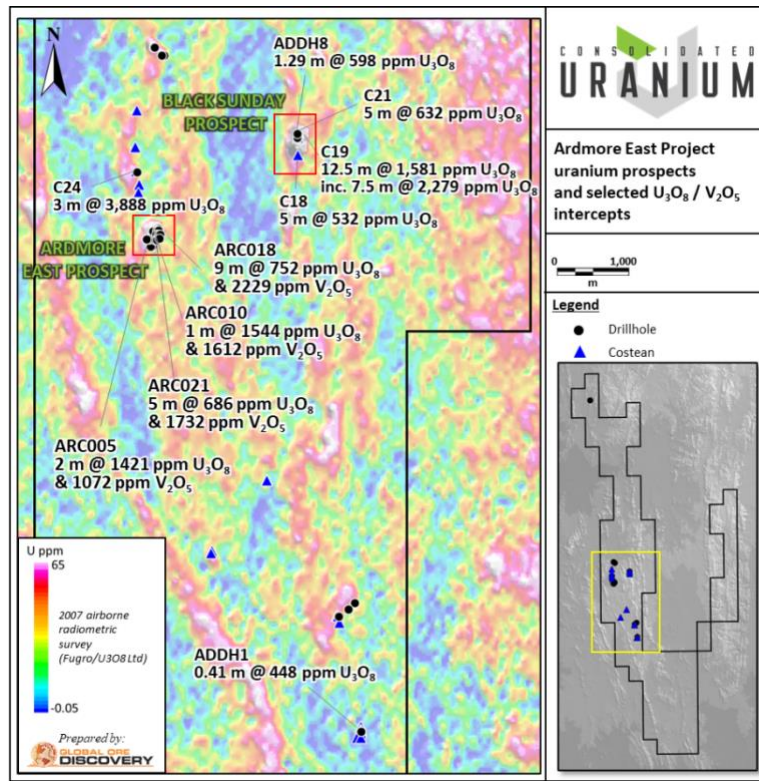 N
ADDH8
1.29 m @ 598 ppm U₃O₈
BLACK SUNDAY
PROSPECT
C21
5 m @ 632 ppm U₃O₈
C19
12.5 m @ 1,581 ppm U₃O₈
inc. 7.5 m @ 2,279 ppm U₃O₈
C24
3 m @ 3,888 ppm U₃O₈
C18
5 m @ 532 ppm U₃O₈
ARDMORE
EAST PROSPECT
ARC018
9 m @ 752 ppm U₃O₈
& 2229 ppm V₂O₅
ARC010
1 m @ 1544 ppm U₃O₈
& 1612 ppm V₂O₅
ARC021
5 m @ 686 ppm U₃O₈
& 1732 ppm V₂O₅
ARC005
2 m @ 1421 ppm U₃O₈
& 1072 ppm V₂O₅
U ppm
65
2007 airborne
radiometric
survey
(Fugro/U3O8 Ltd)
-0.05
ADDH1
0.41 m @ 448 ppm U₃O₈
Prepared by:
GLOBAL ORE
DISCOVERY
CONSOLIDATED
URANIUM
Ardmore East Project
uranium prospects
and selected U₃O₈ / V₂O₅
intercepts
0 1,000
m
Legend
Drillhole
Costean